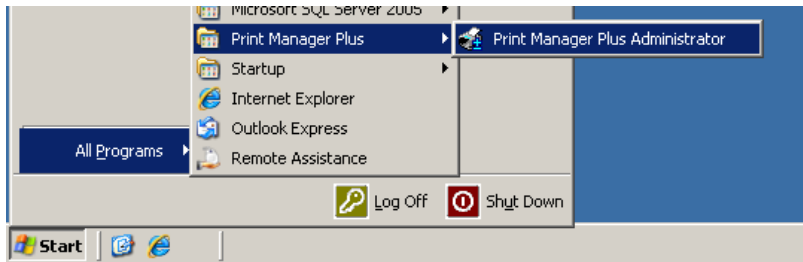 Microsoft SQL Server 2005
Print Manager Plus
Print Manager Plus Administrator
Startup
Internet Explorer
Outlook Express
All Programs
Remote Assistance
Log Off
Shut Down
Start